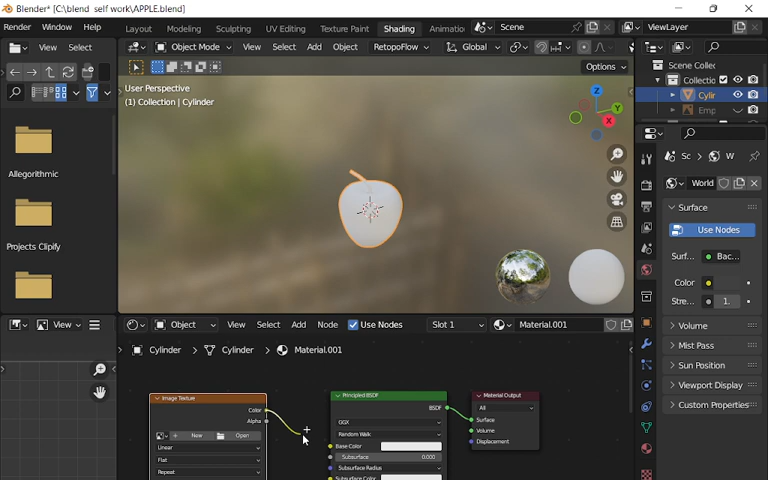 Blender* [C:\blend self work\APPLE.blend]
Render Window Help
Layout Modeling Sculpting UV Editing Texture Paint Shading Animatio
Scene
ViewLayer
View Select
Object Mode View Select Add Object RetopoFlow Global
Options
User Perspective
(1) Collection | Cylinder
Z
Y
X
Allegorithmic
Projects Clipify
Scene Collec
Collectio
Cylir
Emp
Sc > W
World
Surface
Use Nodes
Surf... Bac...
Color
Stre... 1.
Volume
Mist Pass
Sun Position
Viewport Display
Custom Properties
View
Object View Select Add Node Use Nodes Slot 1 Material.001
Cylinder > Cylinder > Material.001
Image Texture
Color
Alpha
New Open
Linear
Flat
Repeat
Principled BSDF
BSDF
GGX
Random Walk
Base Color
Subsurface 0.000
Subsurface Radius
Subsurface Color
Material Output
All
Surface
Volume
Displacement